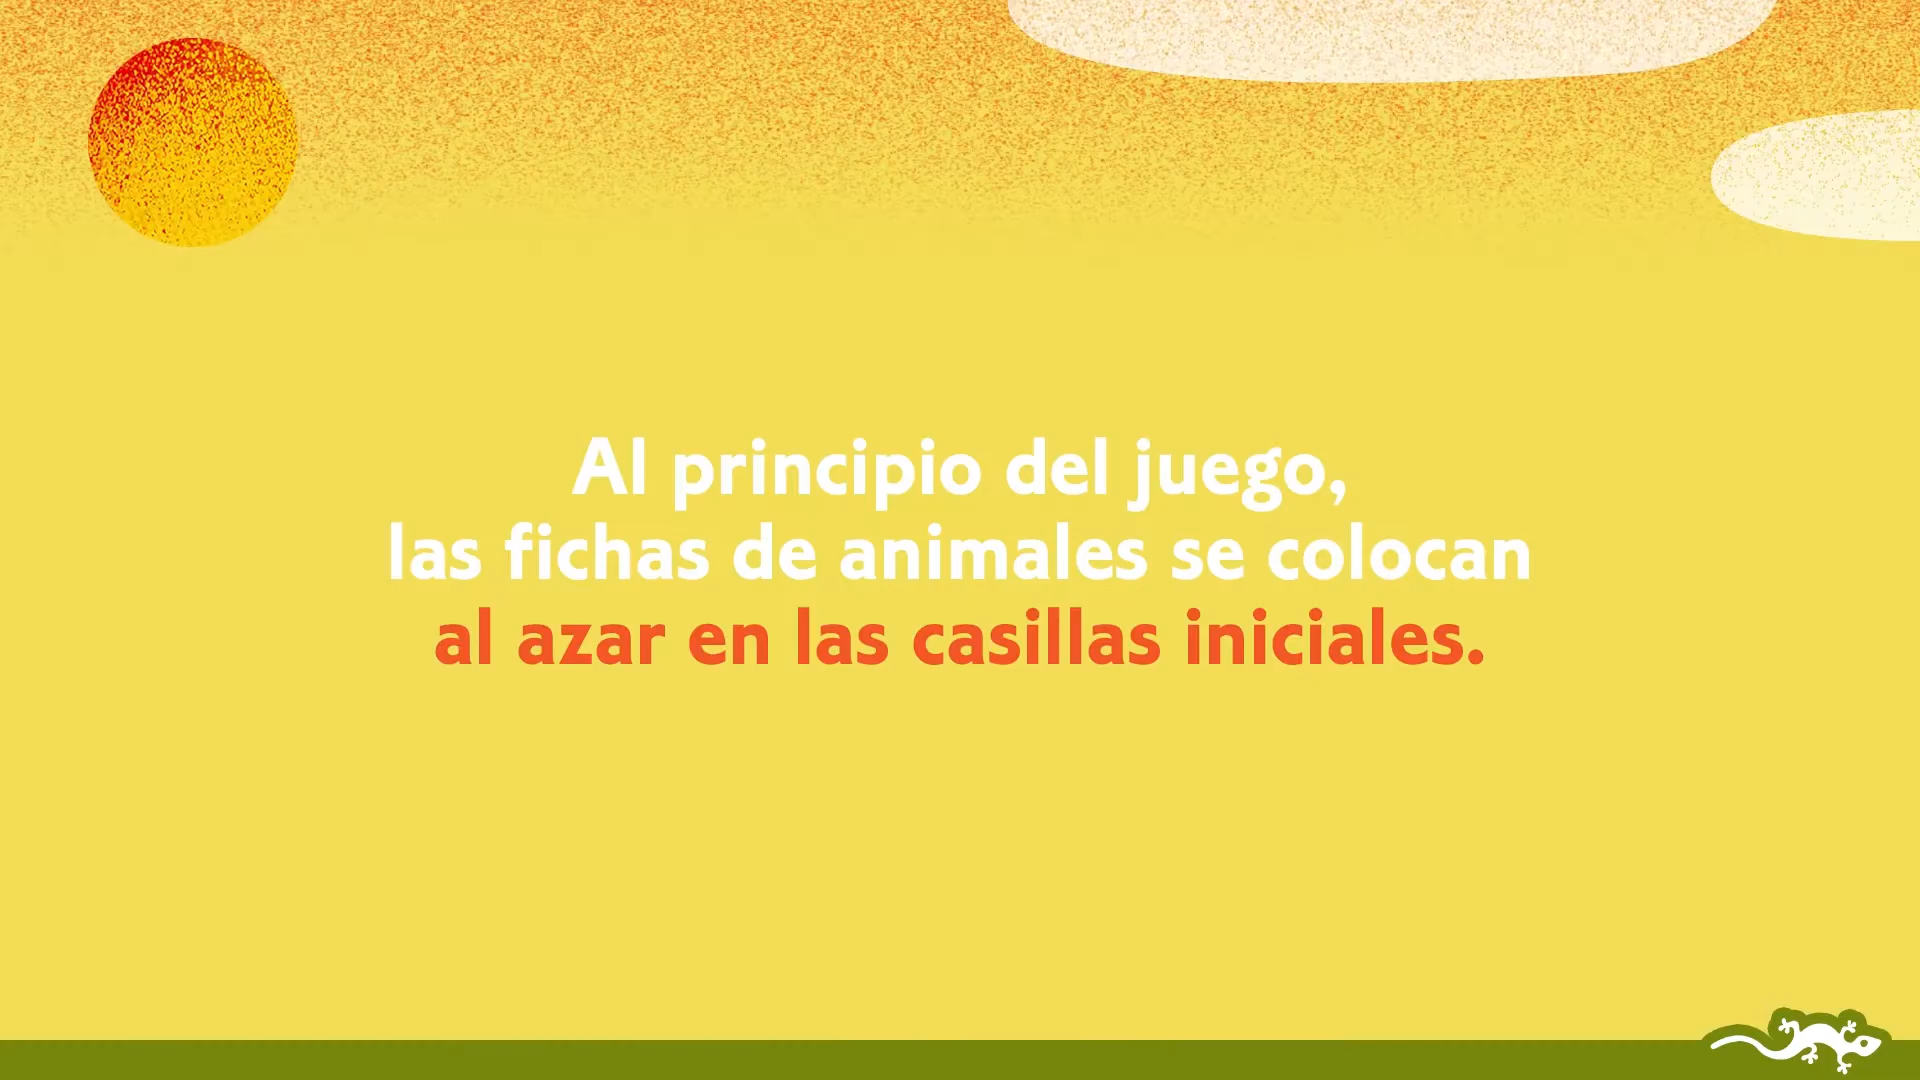 Al principio del juego,
las fichas de animales se colocan
al azar en las casillas iniciales.